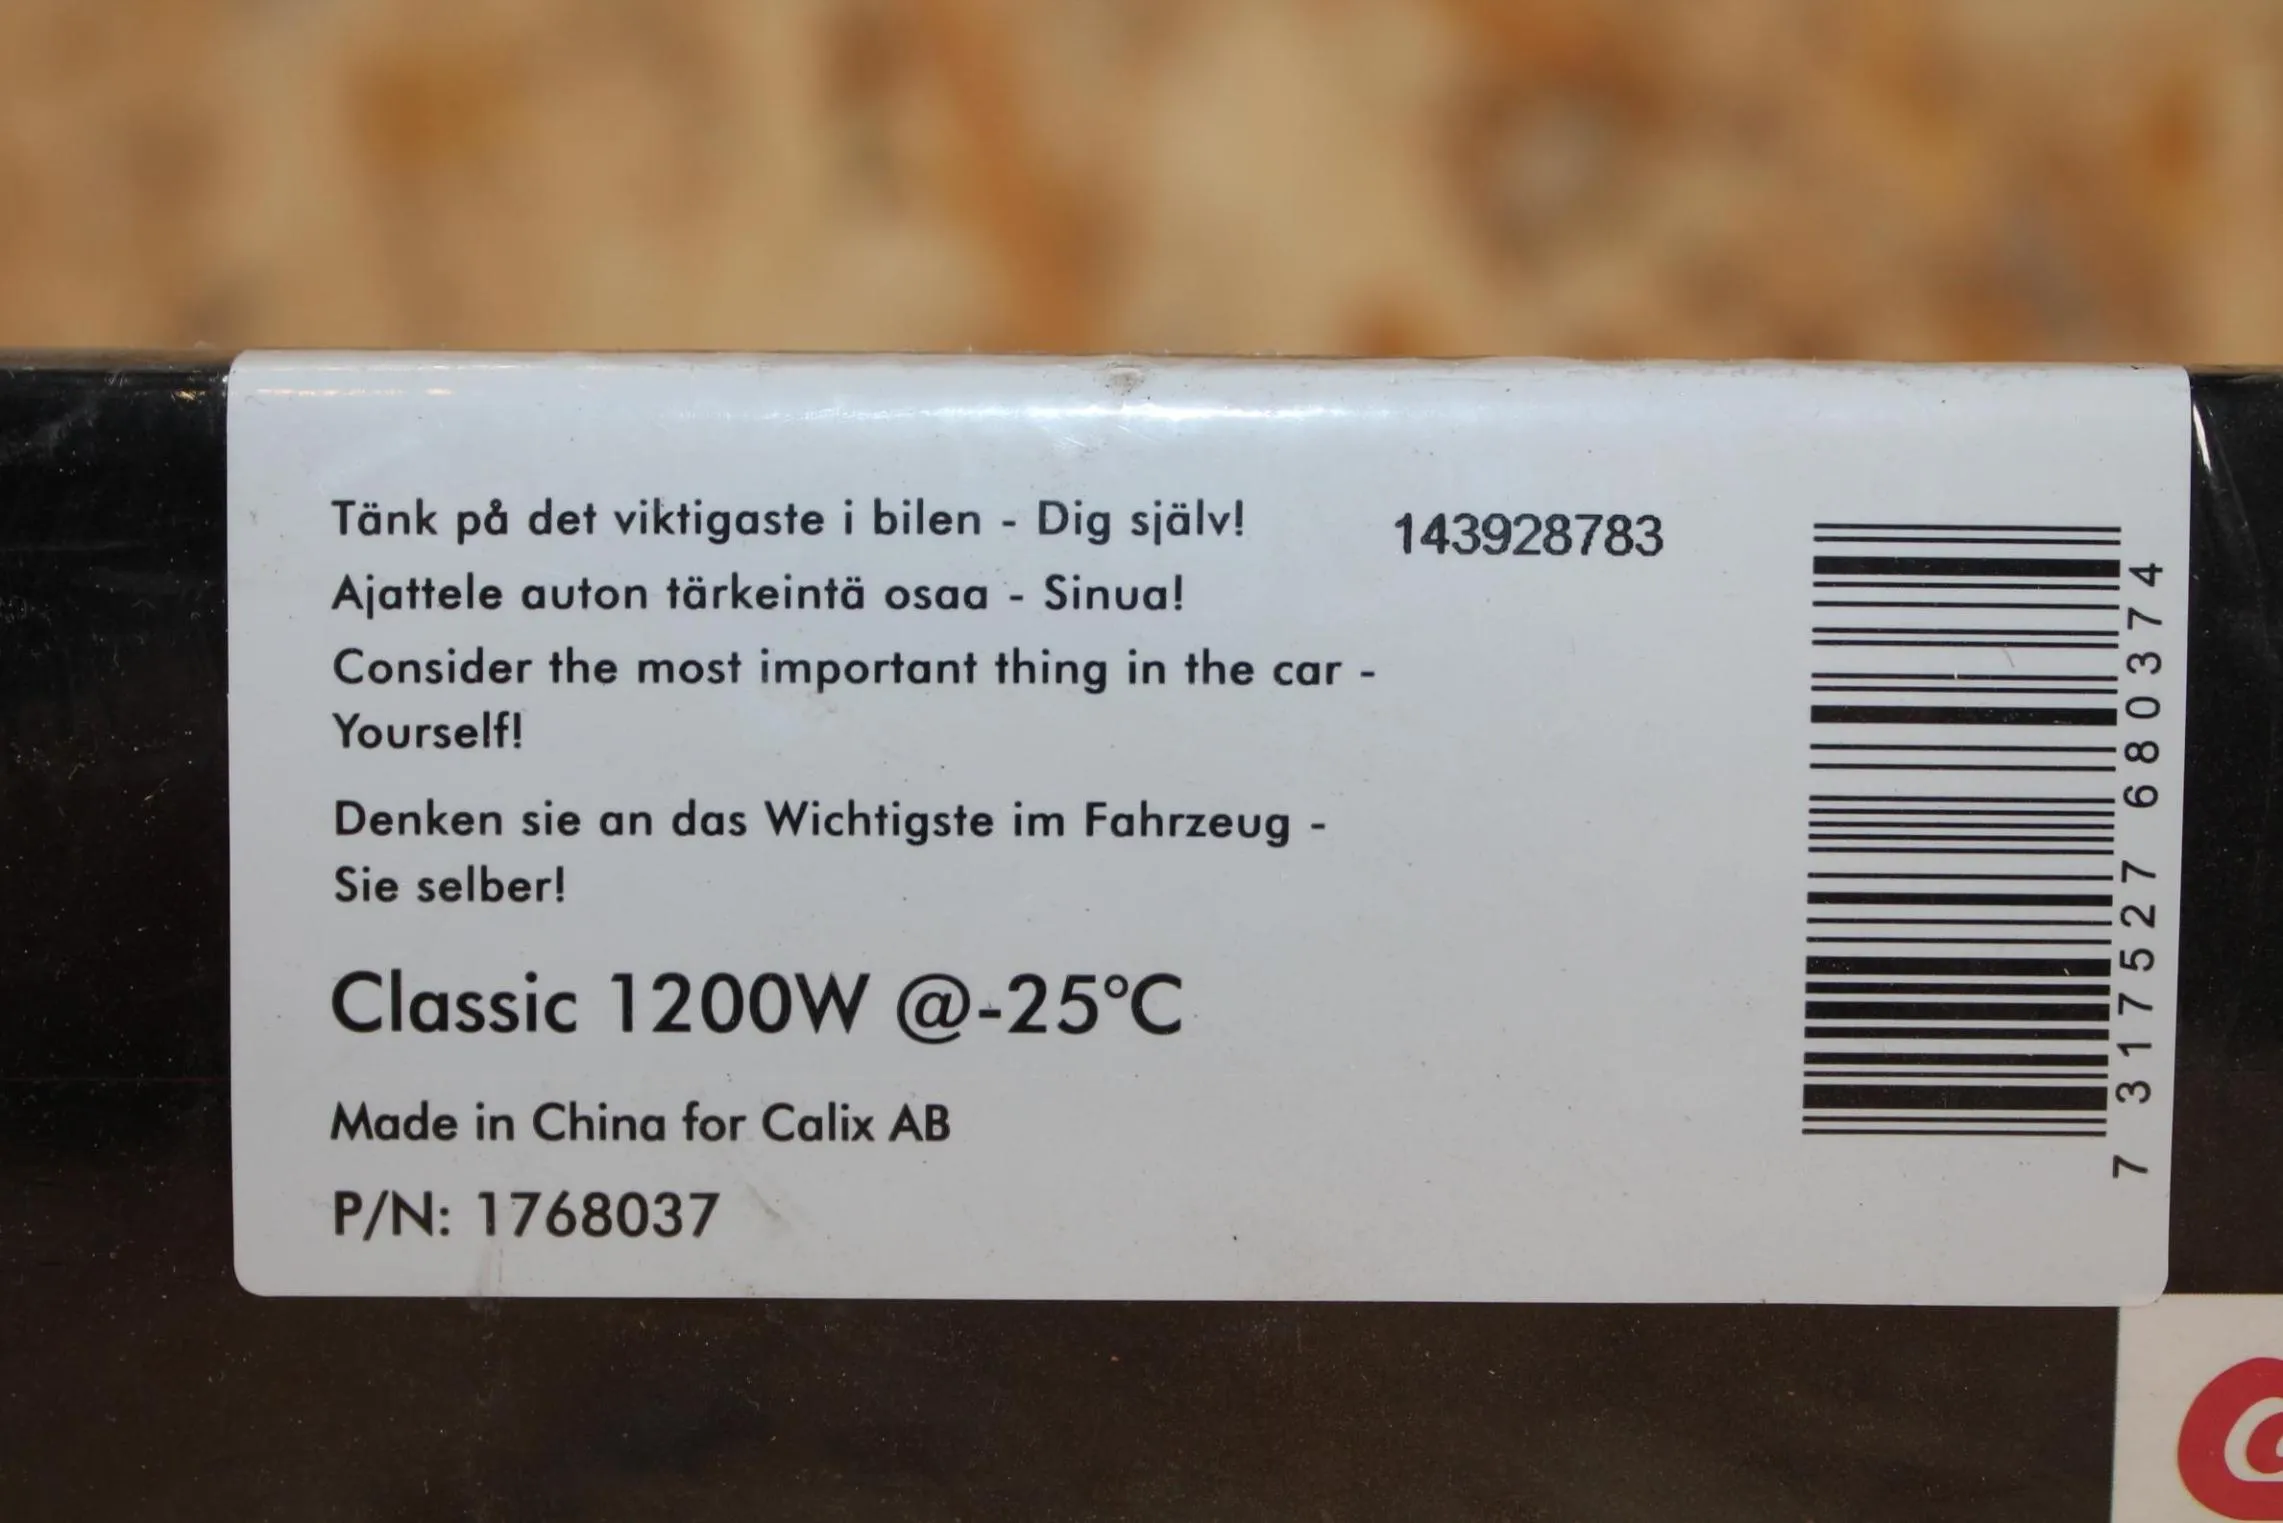 Tänk på det viktigaste i bilen - Dig själv!
143928783
Ajattele auton tärkeintä osaa - Sinua!
Consider the most important thing in the car -
Yourself!
Denken sie an das Wichtigste im Fahrzeug -
Sie selber!
Classic 1200W @-25°C
Made in China for Calix AB
P/N: 1768037
7 317527 680374